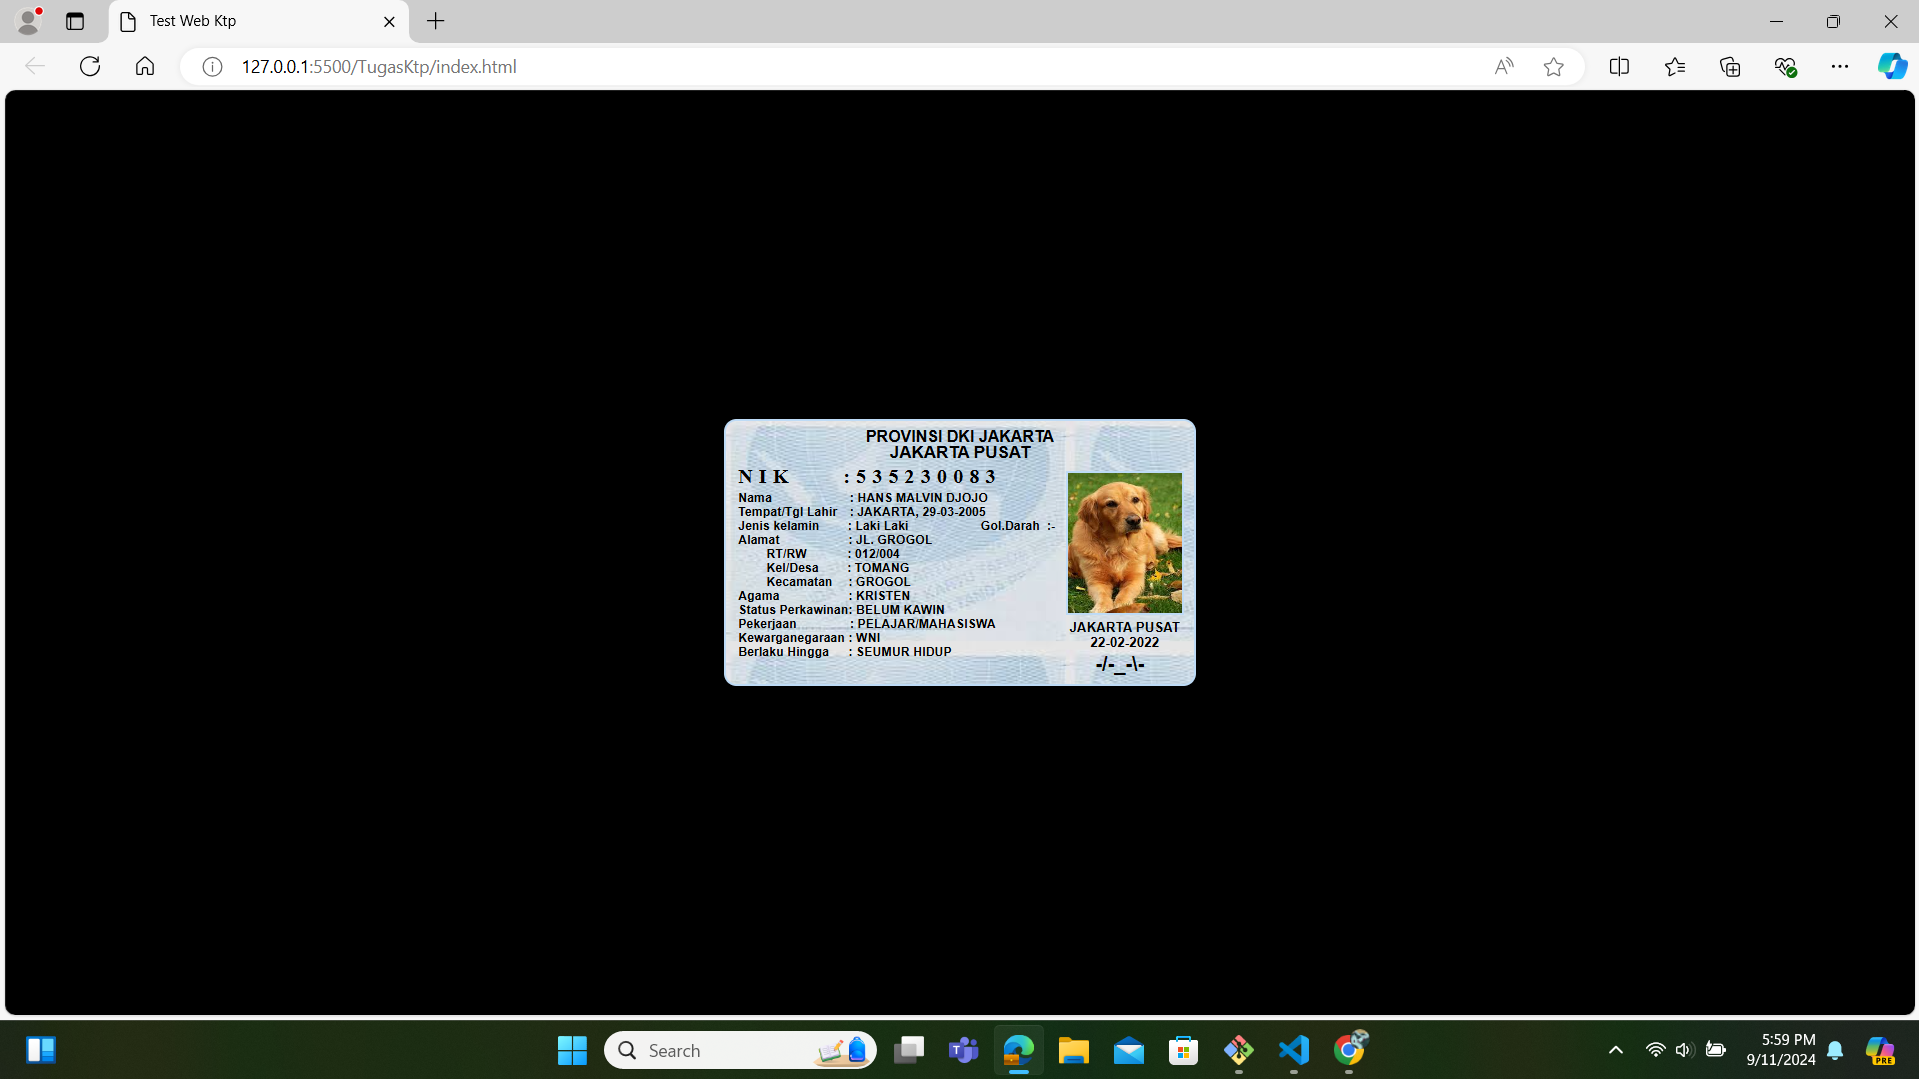 Test Web Ktp
127.0.0.1:5500/TugasKtp/index.html
PROVINSI DKI JAKARTA
JAKARTA PUSAT
NIK : 535230083
Nama : HANS MALVIN DJOJO
Tempat/Tgl Lahir : JAKARTA, 29-03-2005
Jenis kelamin : Laki Laki Gol.Darah :-
Alamat : JL. GROGOL
RT/RW : 012/004
Kel/Desa : TOMANG
Kecamatan : GROGOL
Agama : KRISTEN
Status Perkawinan: BELUM KAWIN
Pekerjaan : PELAJAR/MAHASISWA
Kewarganegaraan : WNI
Berlaku Hingga : SEUMUR HIDUP
JAKARTA PUSAT
22-02-2022
-/-_-\-
Search
5:59 PM
9/11/2024
PRE